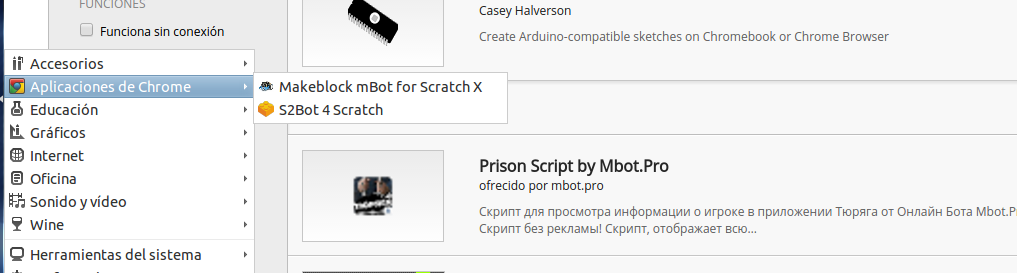 FUNCIONES
Funciona sin conexión
Accesorios
Aplicaciones de Chrome
Educación
Gráficos
Internet
Oficina
Sonido y vídeo
Wine
Herramientas del sistema
Makeblock mBot for Scratch X
S2Bot 4 Scratch
Casey Halverson
Create Arduino-compatible sketches on Chromebook or Chrome Browser
Prison Script by Mbot.Pro
ofrecido por mbot.pro
Скрипт для просмотра информации о игроке в приложении Тюряга от Онлайн Бота Mbot.P
Скрипт без рекламы! Скрипт, отображает всю...